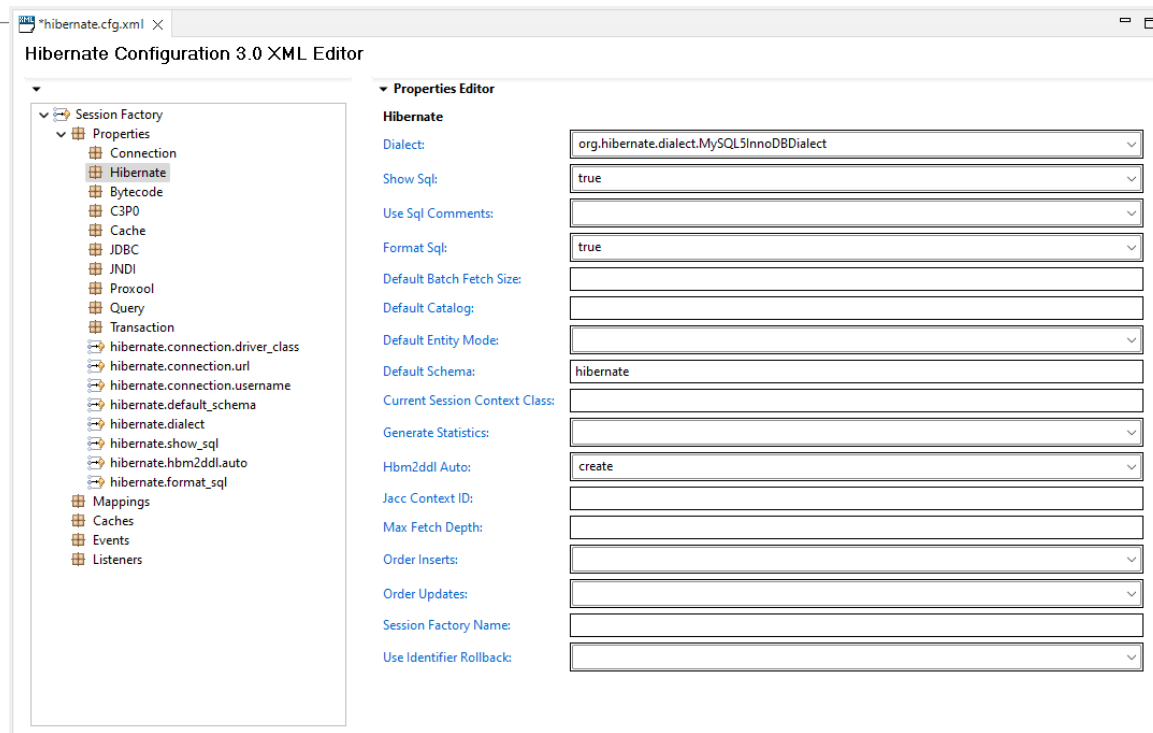 *hibernate.cfg.xml
Hibernate Configuration 3.0 XML Editor
Session Factory
Properties
Connection
Hibernate
Bytecode
C3P0
Cache
JDBC
JNDI
Proxool
Query
Transaction
hibernate.connection.driver_class
hibernate.connection.url
hibernate.connection.username
hibernate.default_schema
hibernate.dialect
hibernate.show_sql
hibernate.hbm2ddl.auto
hibernate.format_sql
Mappings
Caches
Events
Listeners
Properties Editor
Hibernate
Dialect: org.hibernate.dialect.MySQL5InnoDBDialect
Show Sql: true
Use Sql Comments:
Format Sql: true
Default Batch Fetch Size:
Default Catalog:
Default Entity Mode:
Default Schema: hibernate
Current Session Context Class:
Generate Statistics:
Hbm2ddl Auto: create
Jacc Context ID:
Max Fetch Depth:
Order Inserts:
Order Updates:
Session Factory Name:
Use Identifier Rollback: